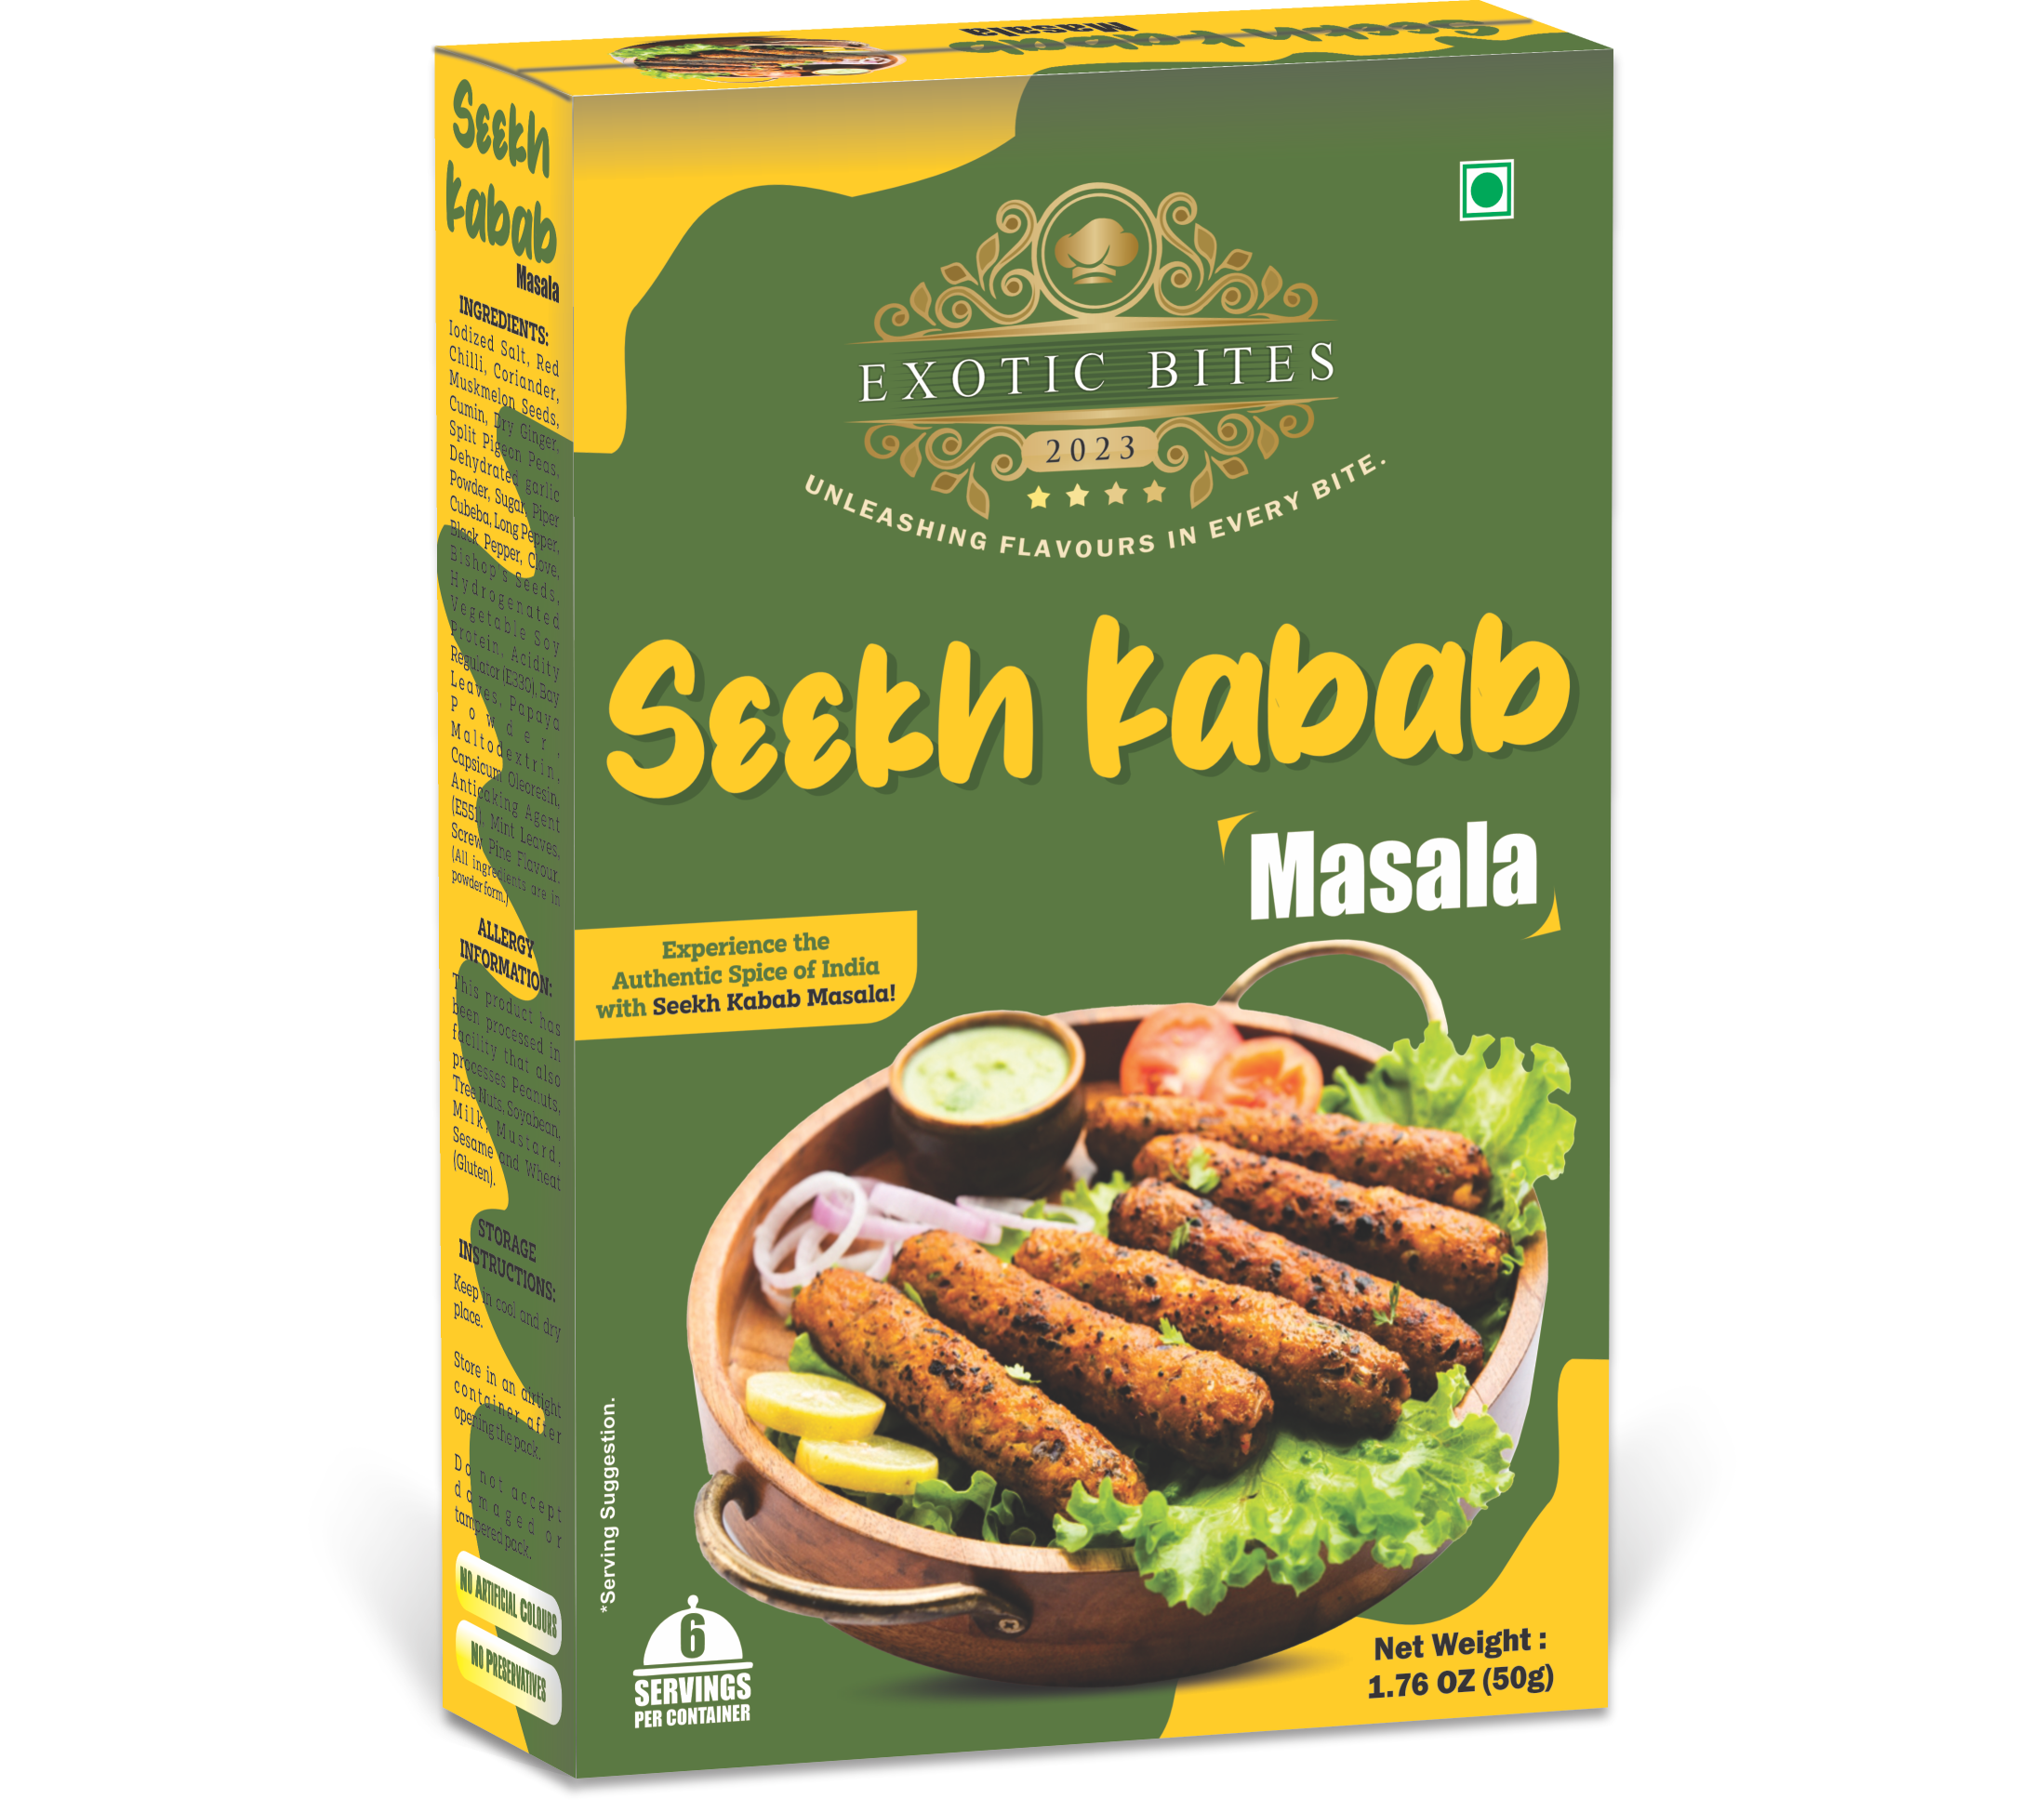 Seekh kabab
Masala
Seekh
kabab
Masala
INGREDIENTS:
Iodized Salt, Red
Chilli, Coriander,
Muskmelon Seeds,
Cumin, Dry Ginger,
Split Pigeon Peas,
Dehydrated garlic
Powder, Sugar, Piper
Cubeba, Long Pepper,
Black Pepper, Clove,
Bishop's Seeds,
Hydrogenated
Vegetable Soy
Protein, Acidity
Regulator (E330), Bay
Leaves, Papaya
Powder,
Maltodextrin,
Capsicum Oleoresin,
Anticaking Agent
(E551), Mint Leaves,
Screw Pine Flavour.
(All ingredients are in
powder form.)
ALLERGY
INFORMATION:
This product has
been processed in
facility that also
processes Peanuts,
Tree Nuts, Soyabean,
Milk, Mustard,
Sesame and Wheat
(Gluten).
STORAGE
INSTRUCTIONS:
Keep in cool and dry
place.
Store in an airtight
container after
opening the pack.
Do not accept
damaged or
tampered pack.
NO ARTIFICIAL COLOURS
NO PRESERVATIVES
EXOTIC BITES
2023
UNLEASHING FLAVOURS IN EVERY BITE.
Seekh kabab
Masala
Experience the
Authentic Spice of India
with Seekh Kabab Masala!
*Serving Suggestion.
6
SERVINGS
PER CONTAINER
Net Weight :
1.76 OZ (50g)